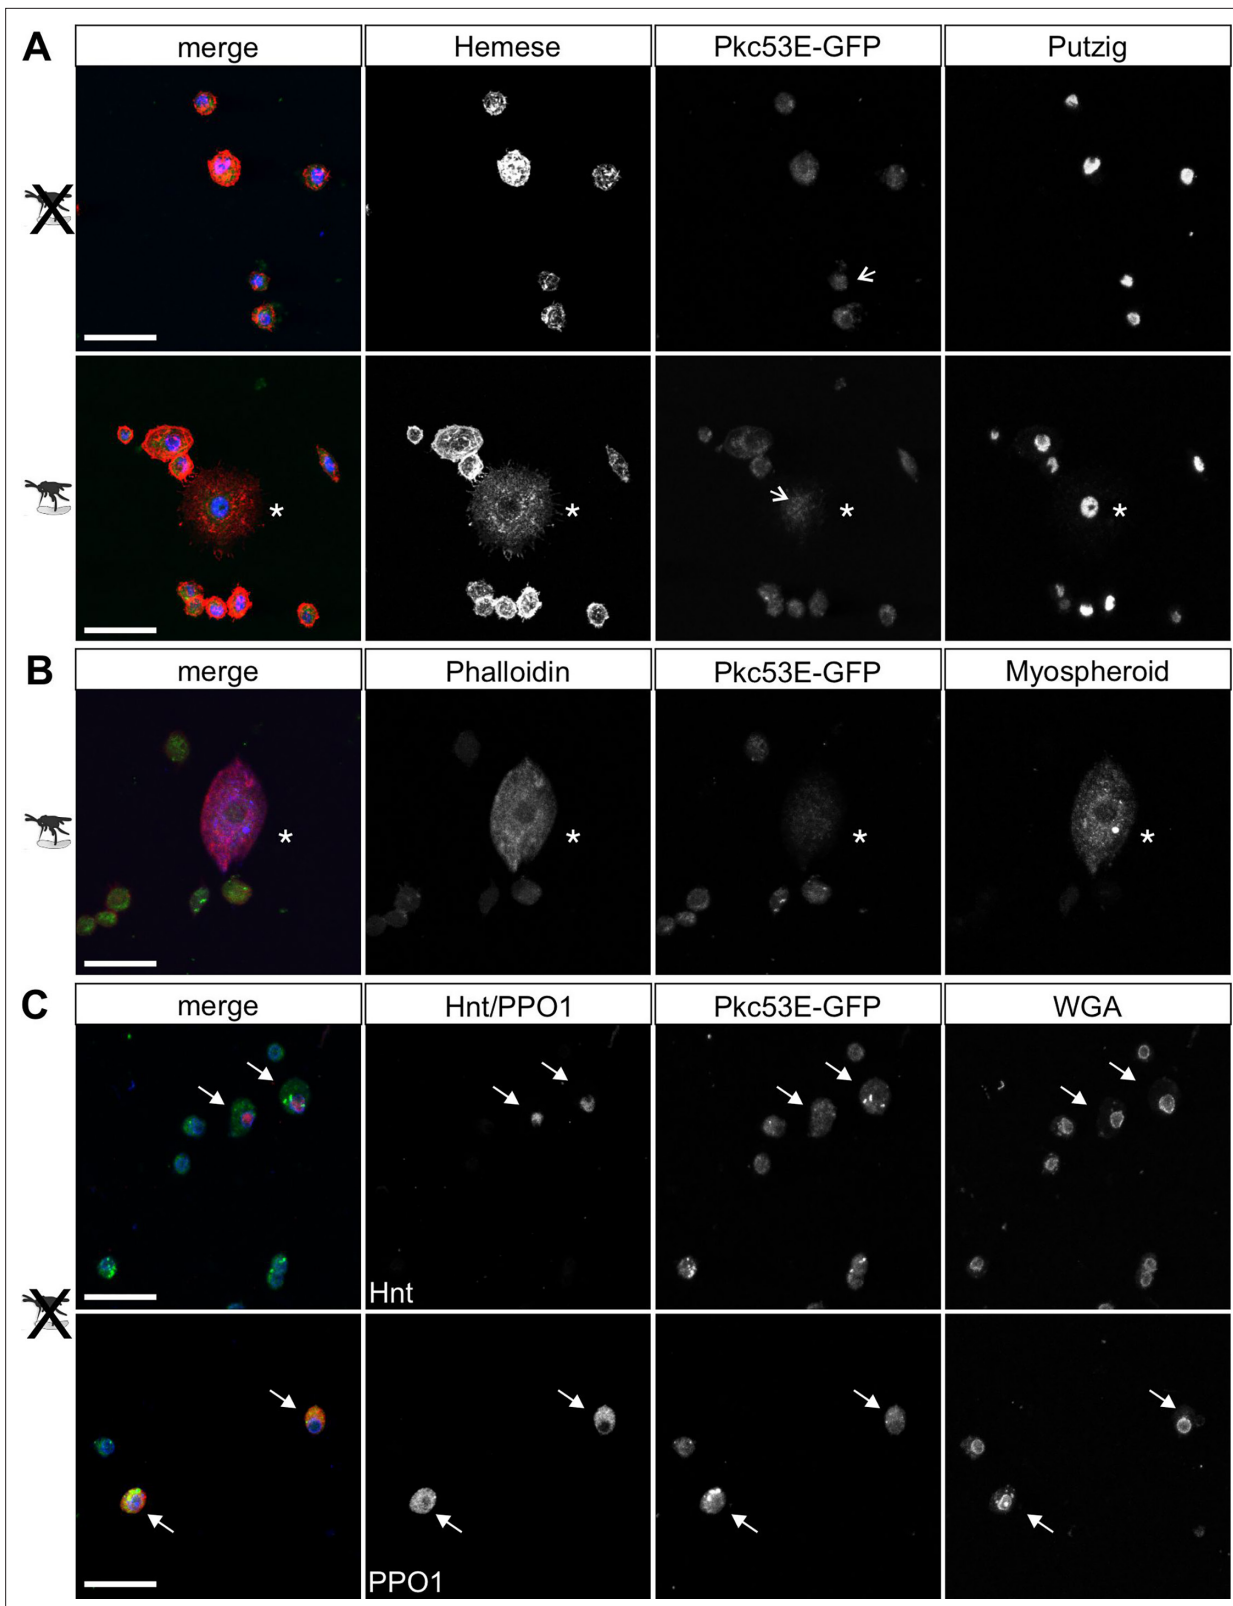 A
merge Hemese Pkc53E-GFP Putzig
X
*
*
*
*
B
merge Phalloidin Pkc53E-GFP Myospheroid
*
*
*
*
C
merge Hnt/PPO1 Pkc53E-GFP WGA
Hnt
X
PPO1